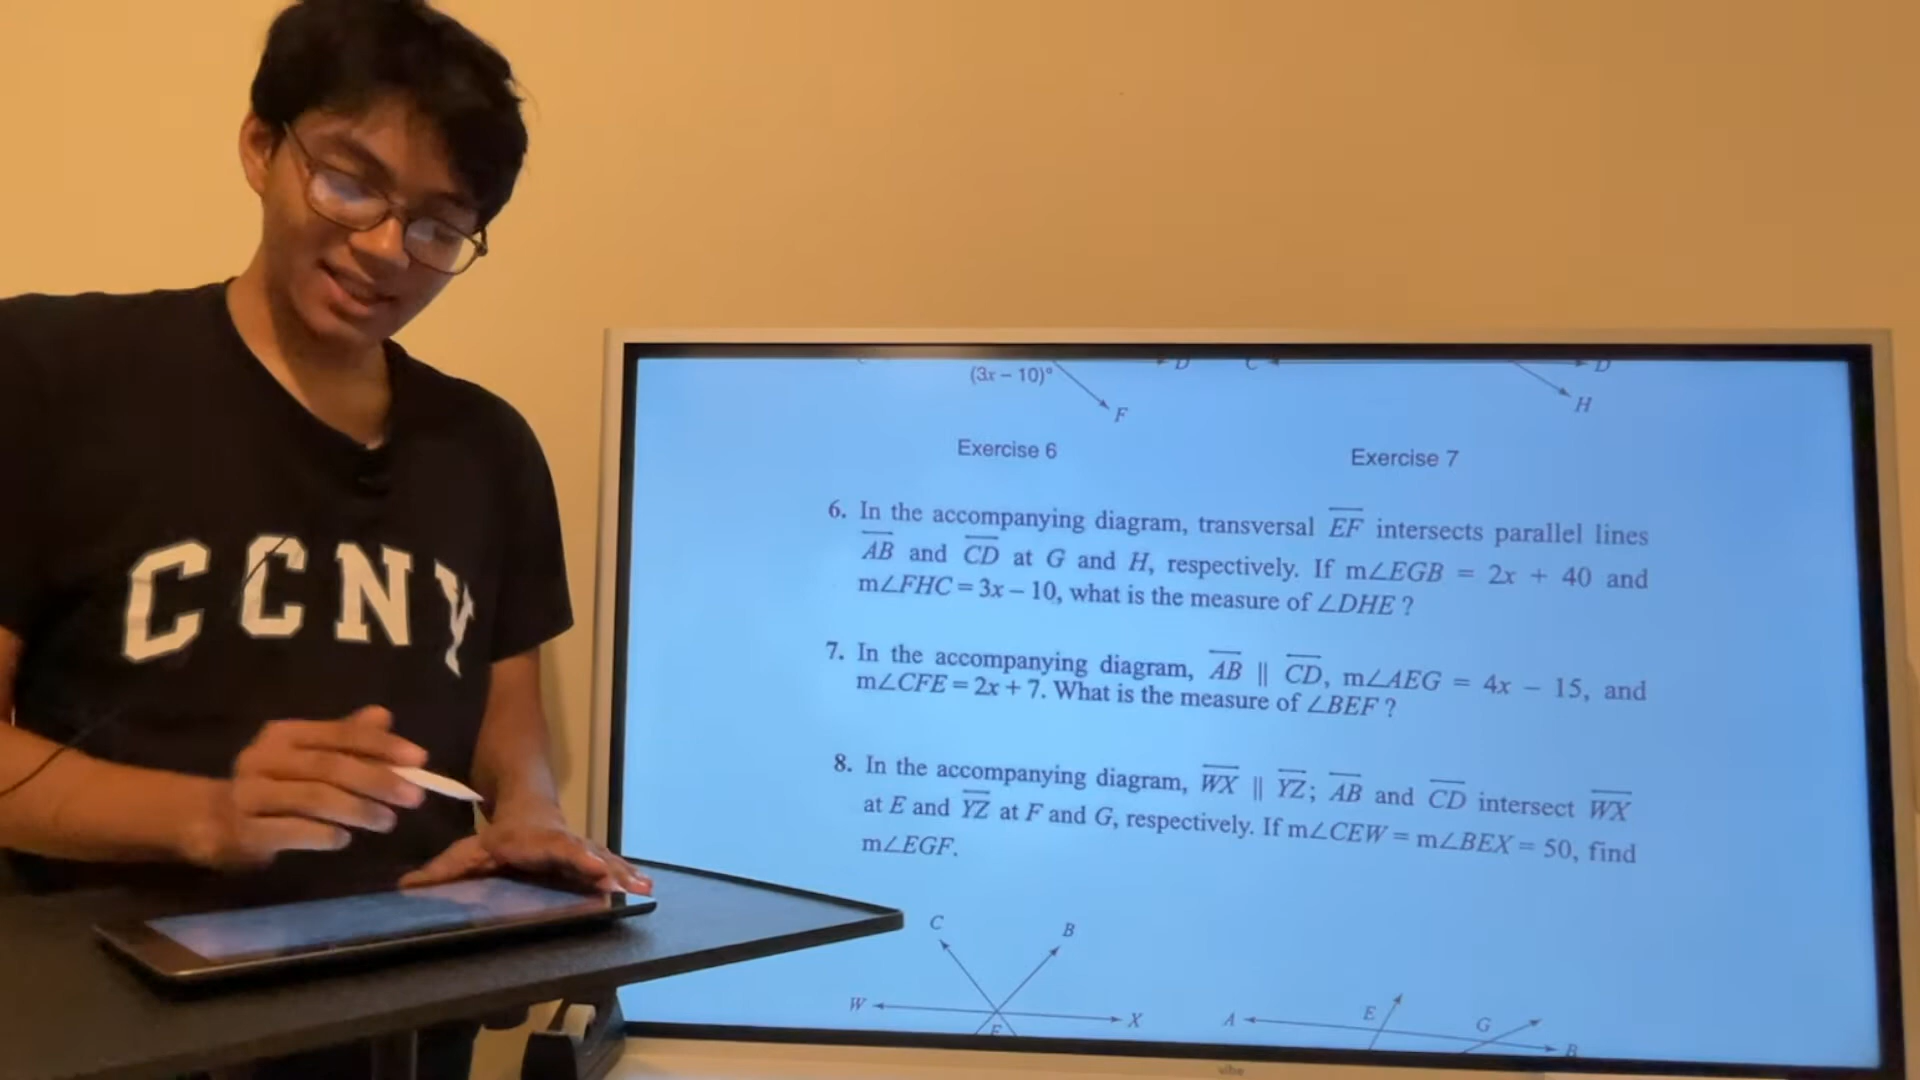 CCNY
(3x – 10)° D C D
F H
Exercise 6 Exercise 7
6. In the accompanying diagram, transversal EF intersects parallel lines
AB and CD at G and H, respectively. If m∠EGB = 2x + 40 and
m∠FHC = 3x – 10, what is the measure of ∠DHE ?
7. In the accompanying diagram, AB || CD, m∠AEG = 4x – 15, and
m∠CFE = 2x + 7. What is the measure of ∠BEF ?
8. In the accompanying diagram, WX || YZ; AB and CD intersect WX
at E and YZ at F and G, respectively. If m∠CEW = m∠BEX = 50, find
m∠EGF.
C B
W X A E G
E B
vibe